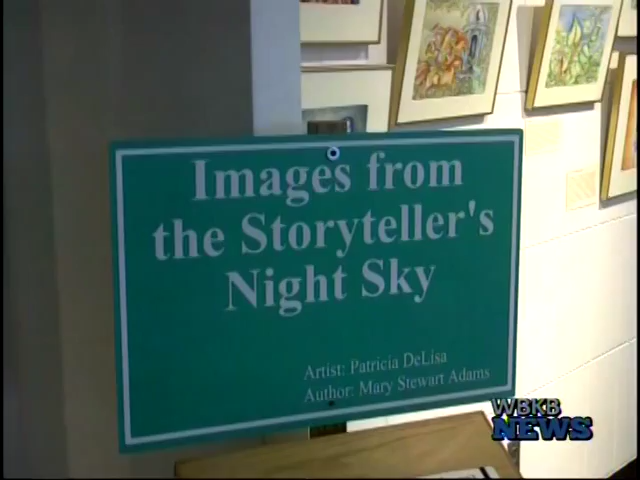 Images from
the Storyteller's
Night Sky
Artist: Patricia DeLisa
Author: Mary Stewart Adams
WBKB
NEWS